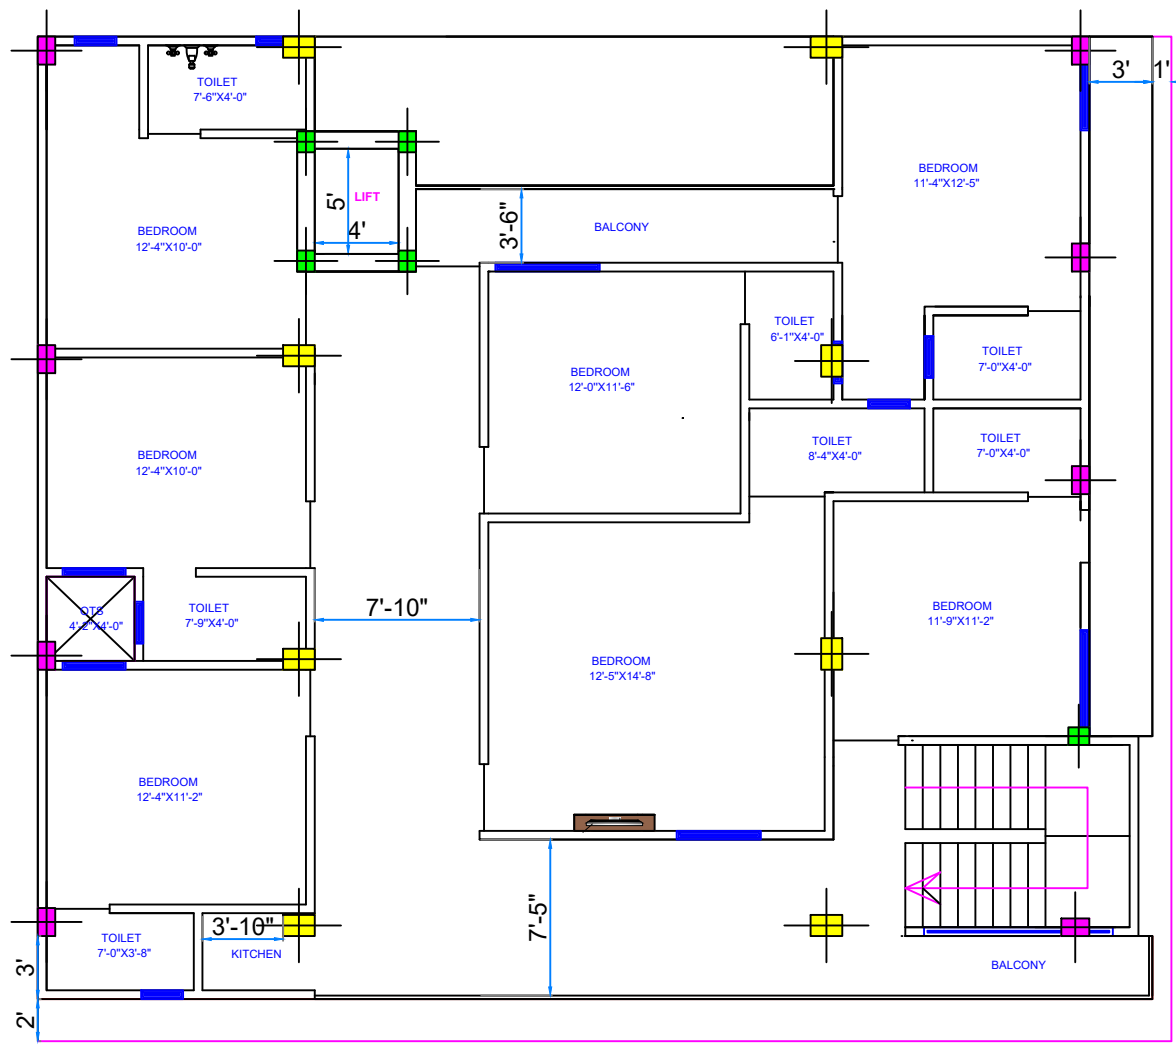 TOILET
7'-6"X4'-0"
3'
1'
BEDROOM
11'-4"X12'-5"
5'
LIFT
4'
BEDROOM
12'-4"X10'-0"
3'-6"
BALCONY
TOILET
6'-1"X4'-0"
TOILET
7'-0"X4'-0"
BEDROOM
12'-0"X11'-6"
BEDROOM
12'-4"X10'-0"
TOILET
8'-4"X4'-0"
TOILET
7'-0"X4'-0"
OTS
4'-2"X4'-0"
TOILET
7'-9"X4'-0"
7'-10"
BEDROOM
11'-9"X11'-2"
BEDROOM
12'-5"X14'-8"
BEDROOM
12'-4"X11'-2"
7'-5"
3'-10"
TOILET
7'-0"X3'-8"
KITCHEN
BALCONY
3'
2'